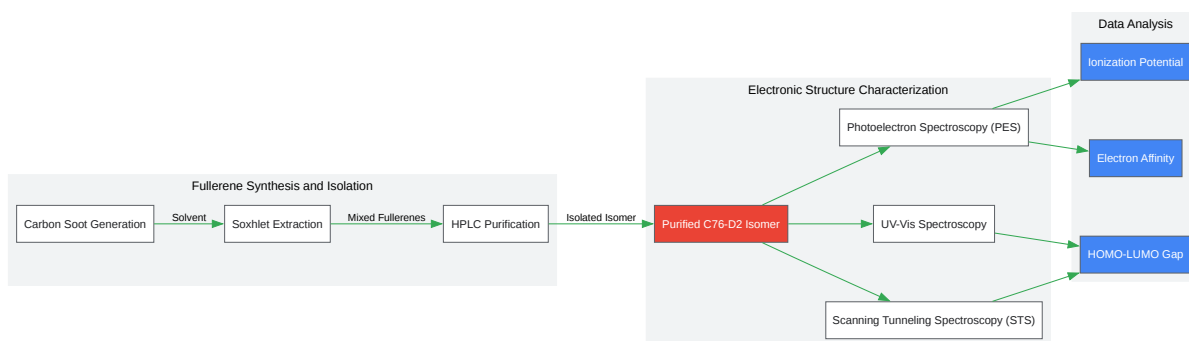 Data Analysis
Ionization Potential
Electronic Structure Characterization
Photoelectron Spectroscopy (PES)
Electron Affinity
Fullerene Synthesis and Isolation
Carbon Soot Generation
Solvent
Soxhlet Extraction
Mixed Fullerenes
HPLC Purification
Isolated Isomer
Purified C76-D2 Isomer
UV-Vis Spectroscopy
HOMO-LUMO Gap
Scanning Tunneling Spectroscopy (STS)